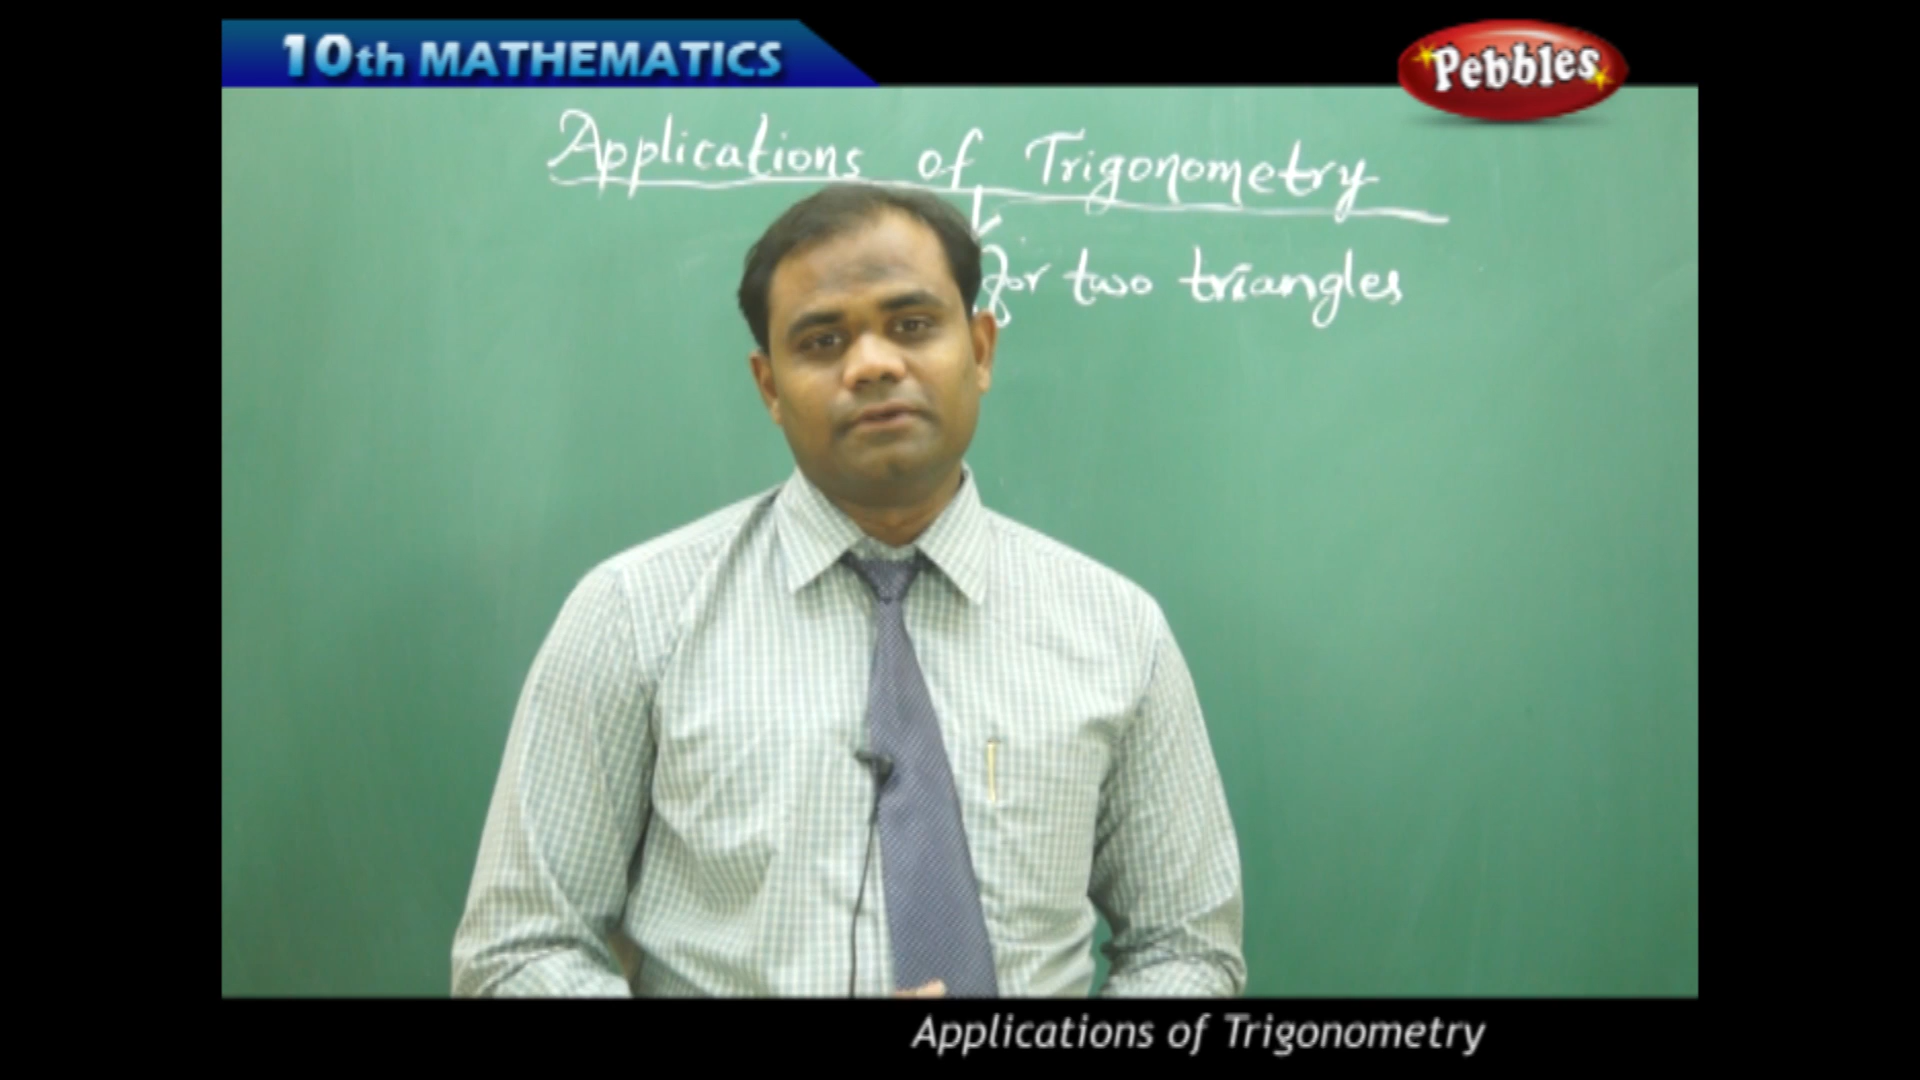 10th MATHEMATICS
Pebbles
Applications of Trigonometry
for two triangles
Applications of Trigonometry